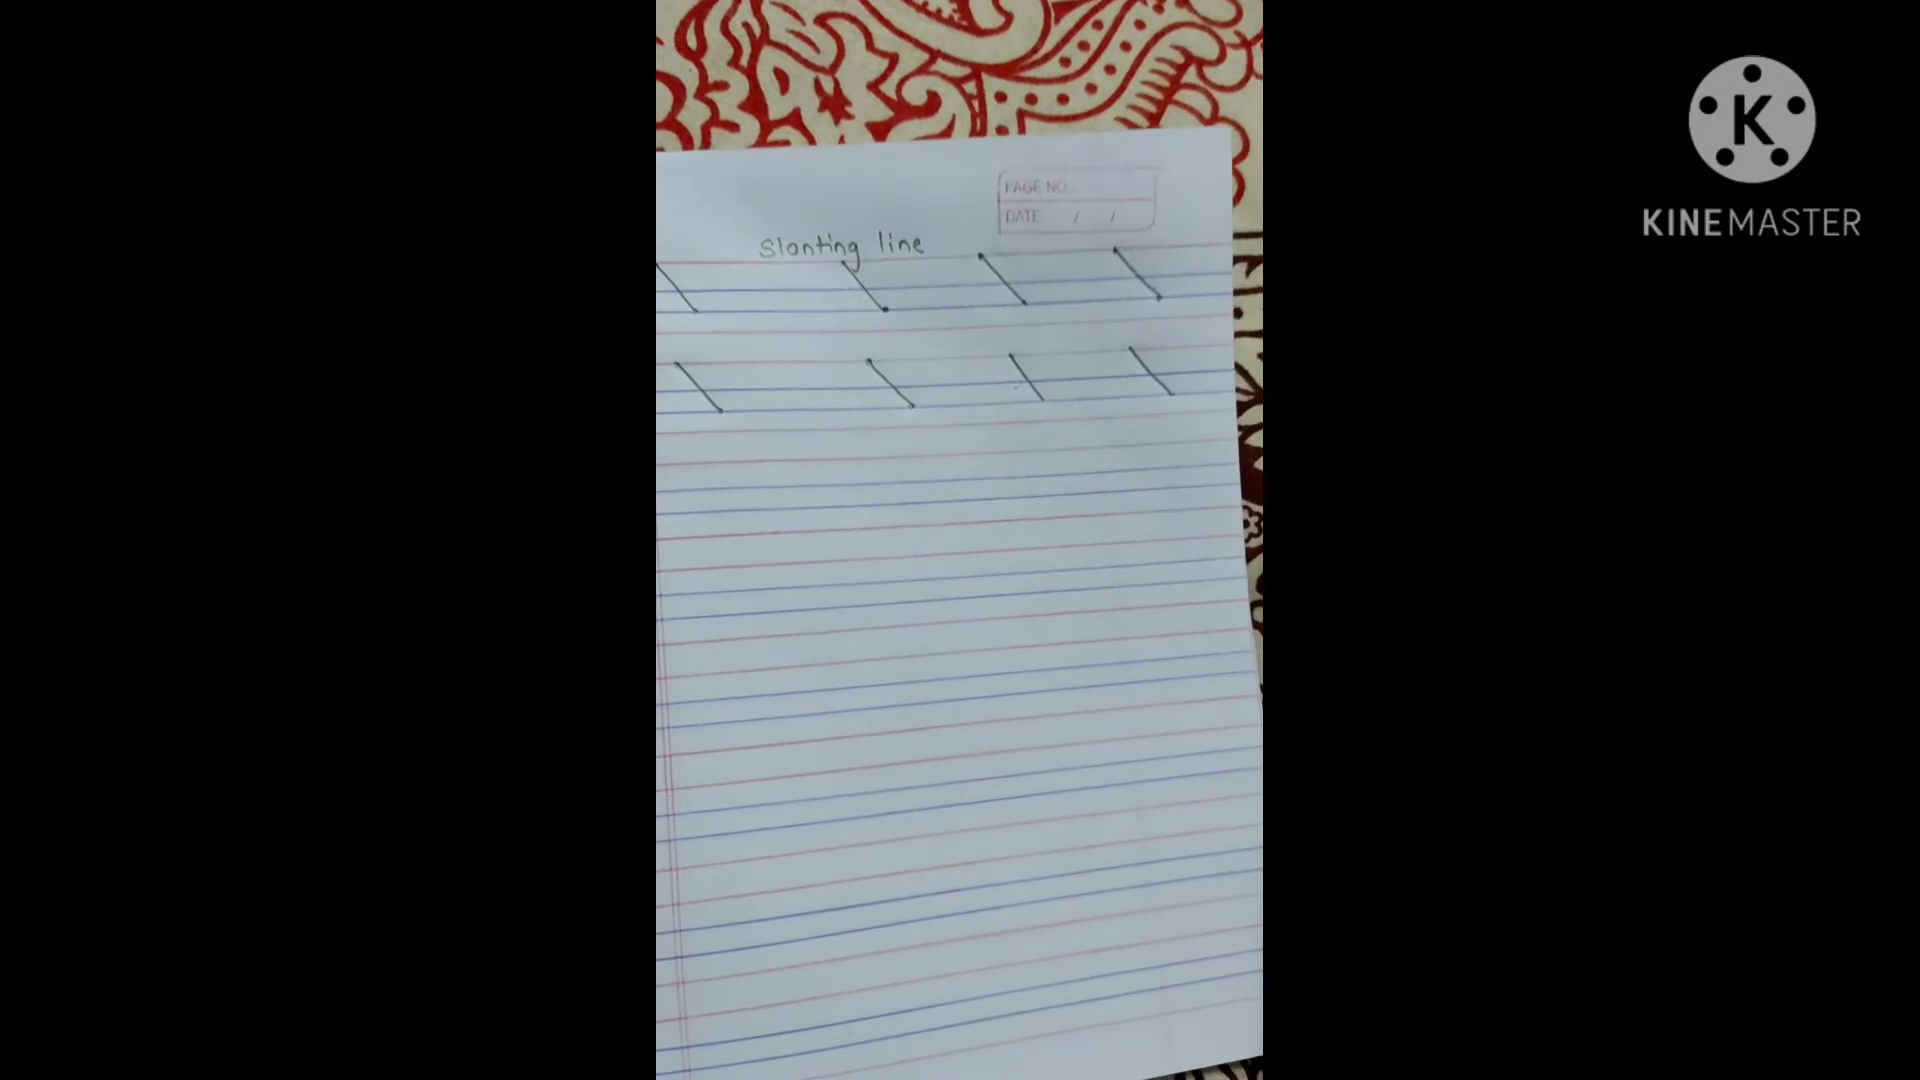 K
KINEMASTER
PAGE NO.
DATE / /
Slanting line